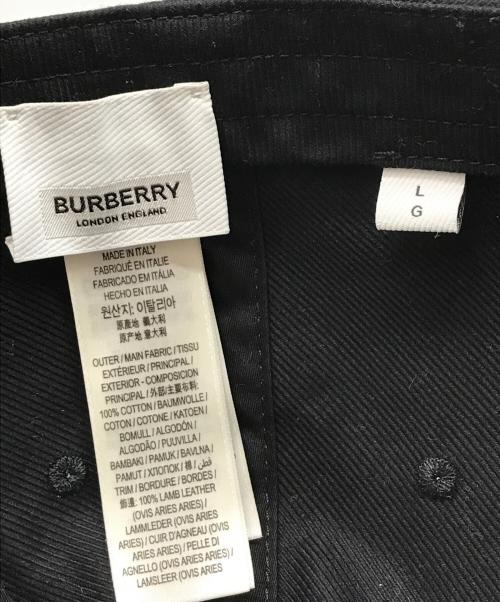 BURBERRY
LONDON ENGLAND
L
G
MADE IN ITALY
FABRIQUÉ EN ITALIE
FABRICADO EM ITÁLIA
HECHO EN ITALIA
원산지: 이탈리아
原產地 義大利
原产地 意大利
OUTER / MAIN FABRIC / TISSU
EXTÉRIEUR / PRINCIPAL /
EXTERIOR - COMPOSICION
PRINCIPAL / 外部/主要布料:
100% COTTON / BAUMWOLLE /
COTON / COTONE / KATOEN /
BOMULL / ALGODÓN /
ALGODÃO / PUUVILLA /
BAMBAKI / PAMUK / BAVLNA /
PAMUT / ХЛОПОК / 棉 / قطن /
TRIM / BORDURE / BORDES /
飾邊: 100% LAMB LEATHER
(OVIS ARIES ARIES) /
LAMMLEDER (OVIS ARIES
ARIES) / CUIR D'AGNEAU (OVIS
ARIES ARIES) / PELLE DI
AGNELLO (OVIS ARIES ARIES) /
LAMSLEER (OVIS ARIES